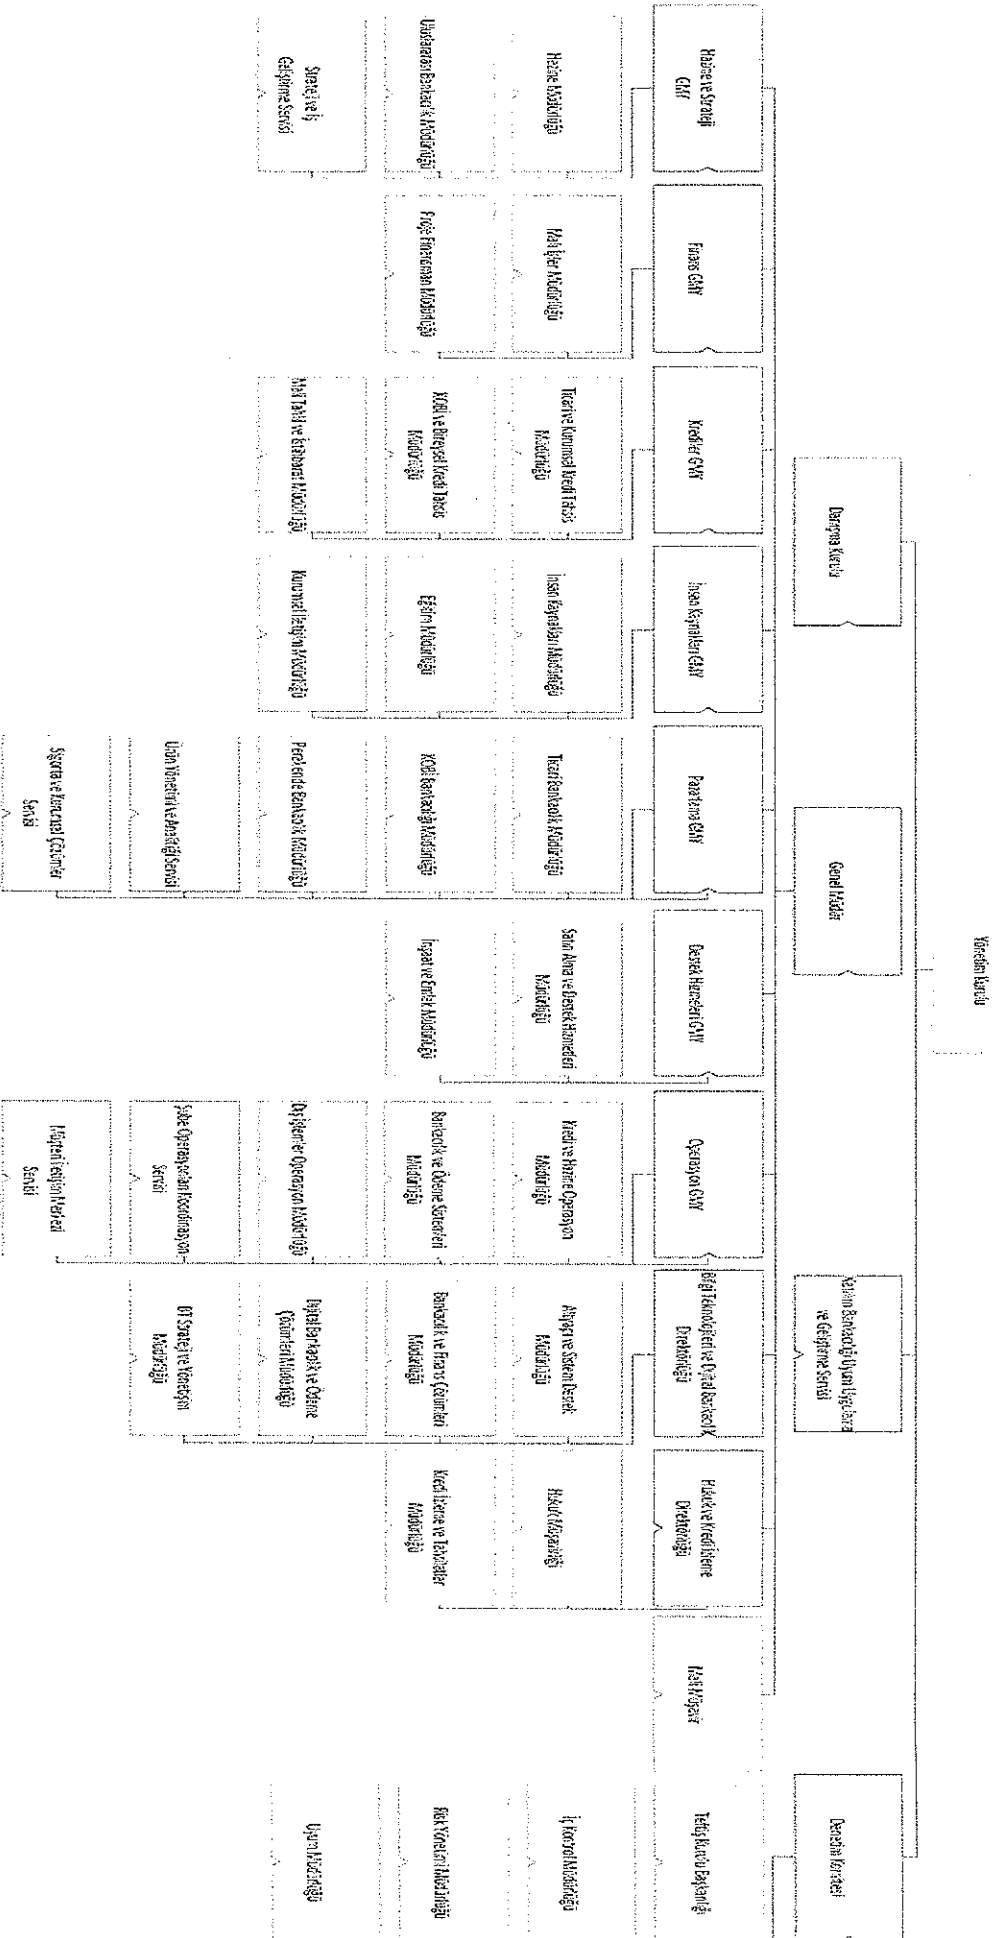 Yönetim Kurulu
Danışma Kurulu
Genel Müdür
Katılım Bankacılığı Uyum Uygulama
ve Geliştirme Servisi
Denetim Komitesi
Hazine ve Strateji
GMY
Finans GMY
Krediler GMY
İnsan Kaynakları GMY
Pazarlama GMY
Destek Hizmetleri GMY
Operasyon GMY
Bilgi Teknolojileri ve Dijital Bankacılık
Direktörlüğü
Hukuk ve Kredi İzleme
Direktörlüğü
Mali Müşavir
Teftiş Kurulu Başkanlığı
Hazine Müdürlüğü
Mali İşler Müdürlüğü
Ticari ve Kurumsal Kredi Tahsis
Müdürlüğü
İnsan Kaynakları Müdürlüğü
Ticari Bankacılık Müdürlüğü
Satın Alma ve Destek Hizmetleri
Müdürlüğü
Kredi ve Hazine Operasyon
Müdürlüğü
Altyapı ve Sistem Destek
Müdürlüğü
Hukuk Müşavirliği
İç Kontrol Müdürlüğü
Uluslararası Bankacılık Müdürlüğü
Proje Finansman Müdürlüğü
KOBİ ve Bireysel Kredi Tahsis
Müdürlüğü
Eğitim Müdürlüğü
KOBİ Bankacılığı Müdürlüğü
İnşaat ve Emlak Müdürlüğü
Bankacılık ve Ödeme Sistemleri
Müdürlüğü
Bankacılık ve Finans Çözümleri
Müdürlüğü
Kredi İzleme ve Tahsilatlar
Müdürlüğü
Risk Yönetimi Müdürlüğü
Strateji ve İş
Geliştirme Servisi
Mali Tahlil ve İstihbarat Müdürlüğü
Kurumsal İletişim Müdürlüğü
Perakende Bankacılık Müdürlüğü
Dış İşlemler Operasyon Müdürlüğü
Dijital Bankacılık ve Ödeme
Çözümleri Müdürlüğü
Uyum Müdürlüğü
Ürün Yönetimi ve Analitiği Servisi
Şube Operasyonları Koordinasyon
Servisi
BT Strateji ve Yönetişim
Müdürlüğü
Sigorta ve Kurumsal Çözümler
Servisi
Müşteri İletişim Merkezi
Servisi